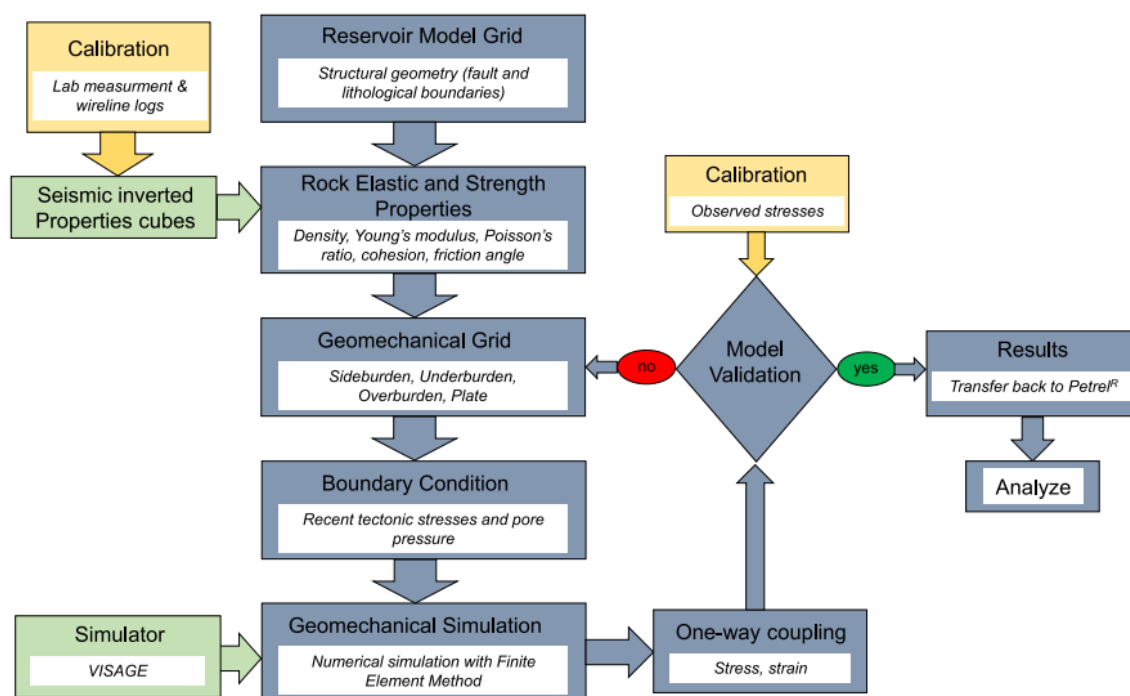 Calibration
Lab measurment &
wireline logs
Reservoir Model Grid
Structural geometry (fault and
lithological boundaries)
Seismic inverted
Properties cubes
Rock Elastic and Strength
Properties
Density, Young's modulus, Poisson's
ratio, cohesion, friction angle
Calibration
Observed stresses
Geomechanical Grid
Sideburden, Underburden,
Overburden, Plate
no
Model
Validation
yes
Results
Transfer back to Petrel^R
Analyze
Boundary Condition
Recent tectonic stresses and pore
pressure
Simulator
VISAGE
Geomechanical Simulation
Numerical simulation with Finite
Element Method
One-way coupling
Stress, strain